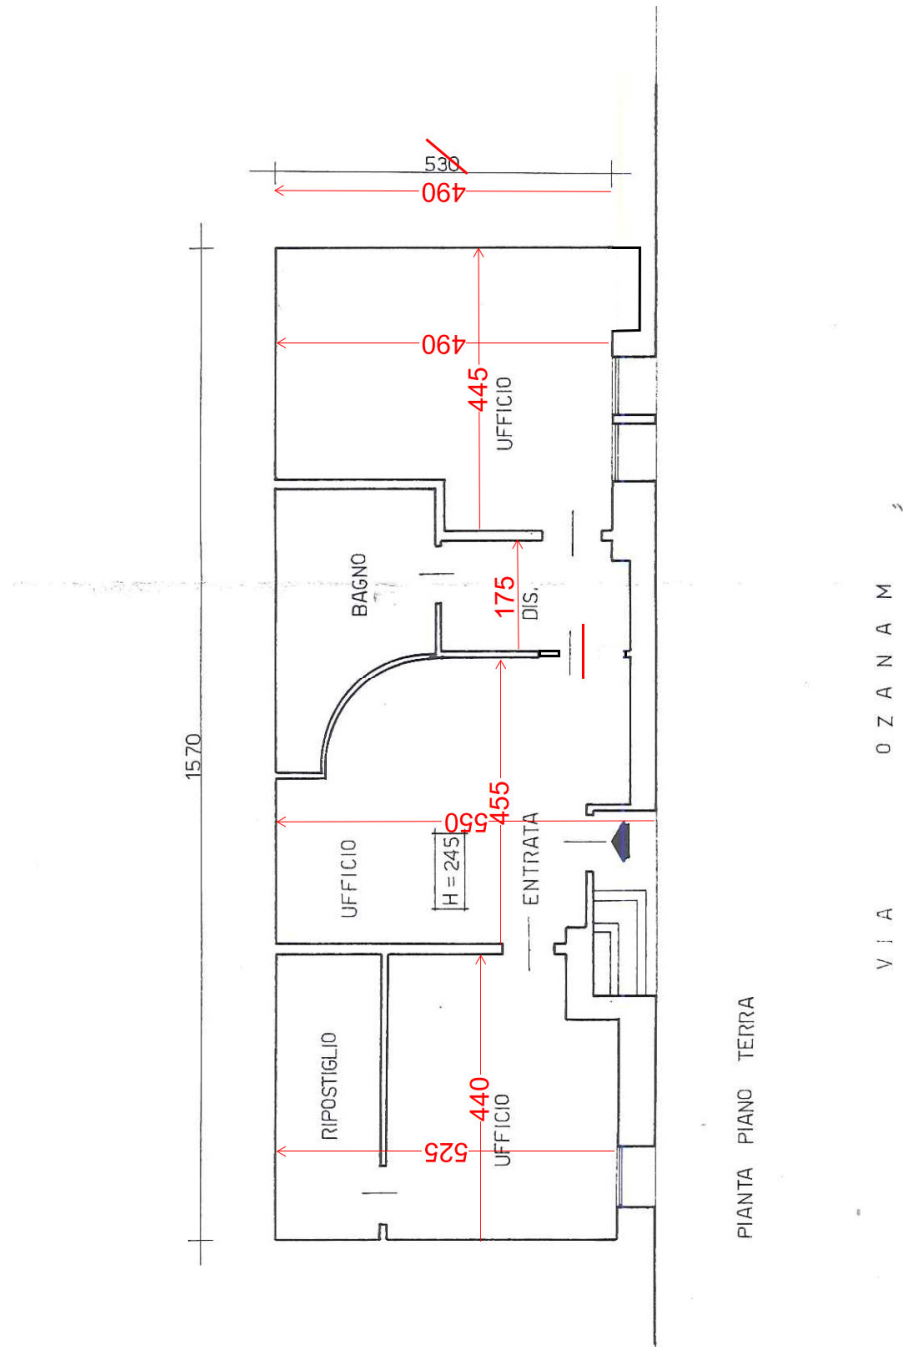 530
490
1570
490
445
UFFICIO
BAGNO
175
DIS.
455
550
UFFICIO
H = 245
ENTRATA
RIPOSTIGLIO
440
525
UFFICIO
PIANTA PIANO TERRA
VIA OZANAM